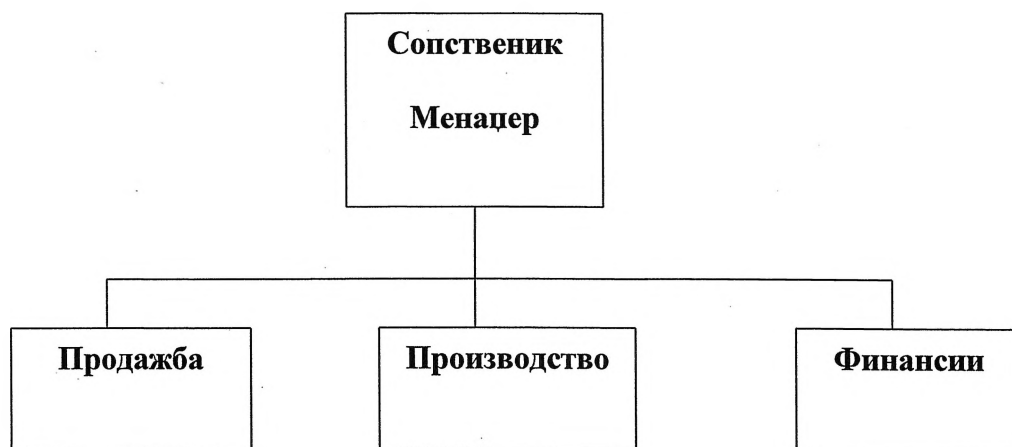 Сопственик
Менаџер
Продажба
Производство
Финансии